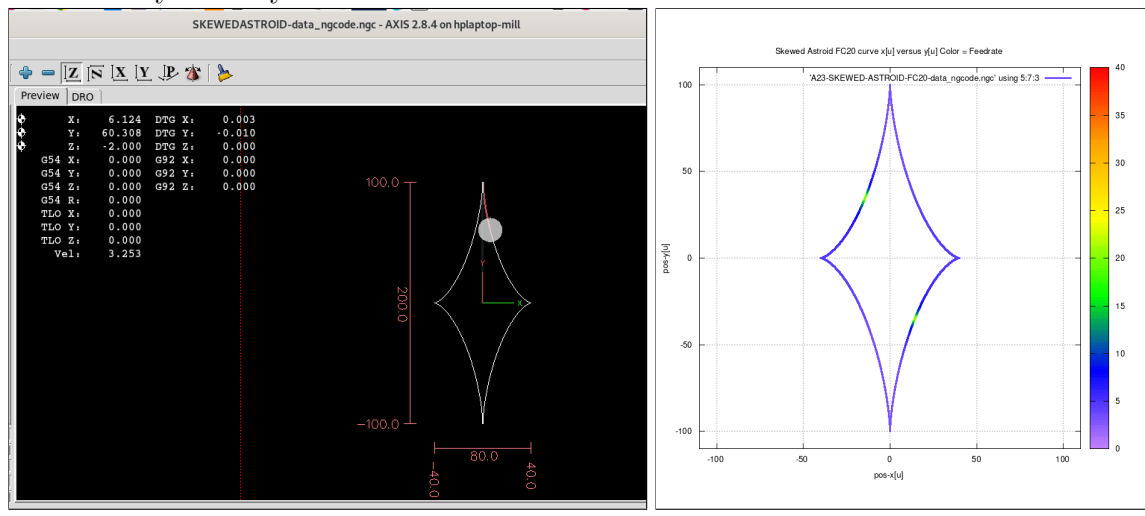 SKEWEDASTROID-data_ngcode.ngc - AXIS 2.8.4 on hplaptop-mill
Z N X Y P
Preview DRO
X: 6.124 DTG X: 0.003
Y: 60.308 DTG Y: -0.010
Z: -2.000 DTG Z: 0.000
G54 X: 0.000 G92 X: 0.000
G54 Y: 0.000 G92 Y: 0.000
G54 Z: 0.000 G92 Z: 0.000
G54 R: 0.000
TLO X: 0.000
TLO Y: 0.000
TLO Z: 0.000
Vel: 3.253
100.0
200.0
-100.0
Y
X
80.0
-40.0
40.0
Skewed Astroid FC20 curve x[u] versus y[u] Color = Feedrate
'A23-SKEWED-ASTROID-FC20-data_ngcode.ngc' using 5:7:3
100
50
0
-50
-100
pos-y[u]
-100 -50 0 50 100
pos-x[u]
40
35
30
25
20
15
10
5
0